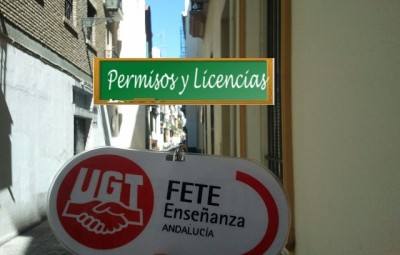 Permisos y Licencias
UGT
FETE
Enseñanza
ANDALUCÍA